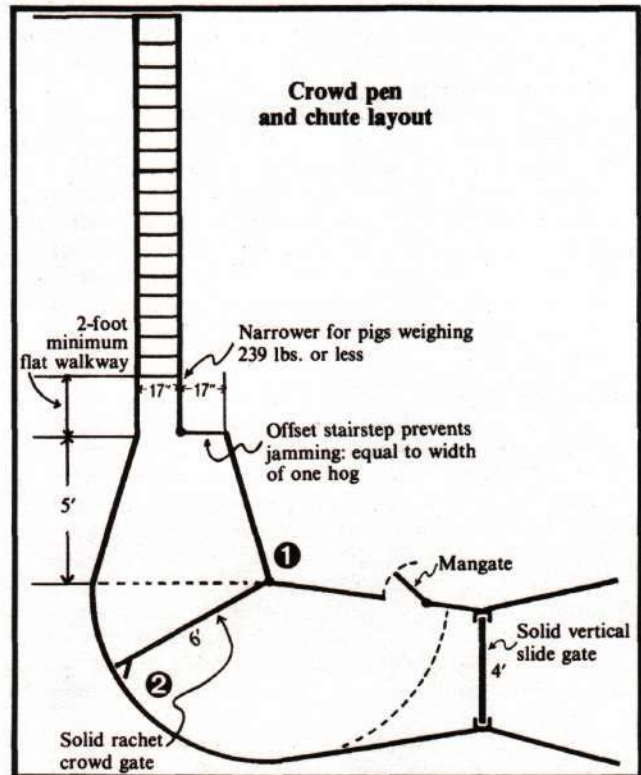 Crowd pen
and chute layout
2-foot
minimum
flat walkway
Narrower for pigs weighing
239 lbs. or less
17"
17"
Offset stairstep prevents
jamming: equal to width
of one hog
5'
1
Mangate
6'
Solid vertical
slide gate
4'
2
Solid rachet
crowd gate